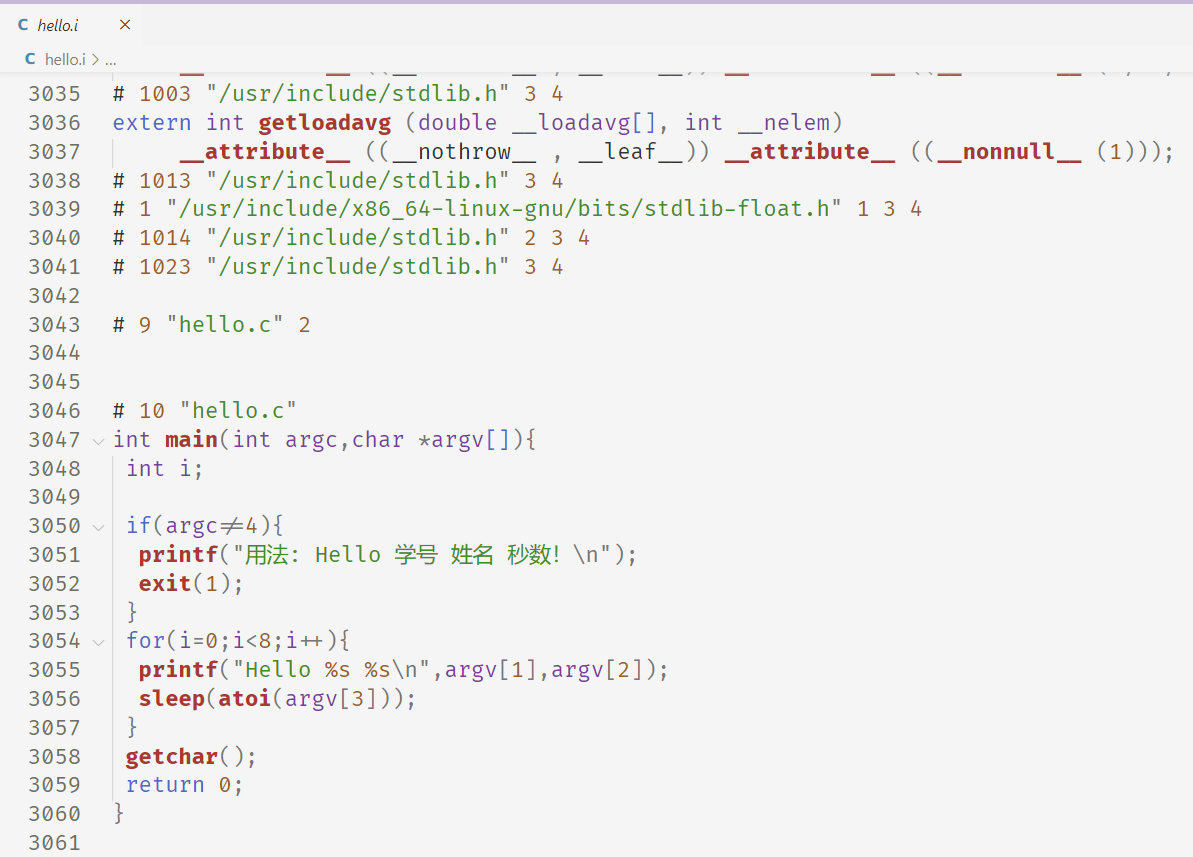 C hello.i ×
C hello.i > ...
3035 # 1003 "/usr/include/stdlib.h" 3 4
3036 extern int getloadavg (double __loadavg[], int __nelem)
3037 __attribute__ ((__nothrow__ , __leaf__)) __attribute__ ((__nonnull__ (1)));
3038 # 1013 "/usr/include/stdlib.h" 3 4
3039 # 1 "/usr/include/x86_64-linux-gnu/bits/stdlib-float.h" 1 3 4
3040 # 1014 "/usr/include/stdlib.h" 2 3 4
3041 # 1023 "/usr/include/stdlib.h" 3 4
3042
3043 # 9 "hello.c" 2
3044
3045
3046 # 10 "hello.c"
3047 int main(int argc,char *argv[]){
3048 int i;
3049
3050 if(argc!=4){
3051 printf("用法: Hello 学号 姓名 秒数! \n");
3052 exit(1);
3053 }
3054 for(i=0;i<8;i++){
3055 printf("Hello %s %s\n",argv[1],argv[2]);
3056 sleep(atoi(argv[3]));
3057 }
3058 getchar();
3059 return 0;
3060 }
3061